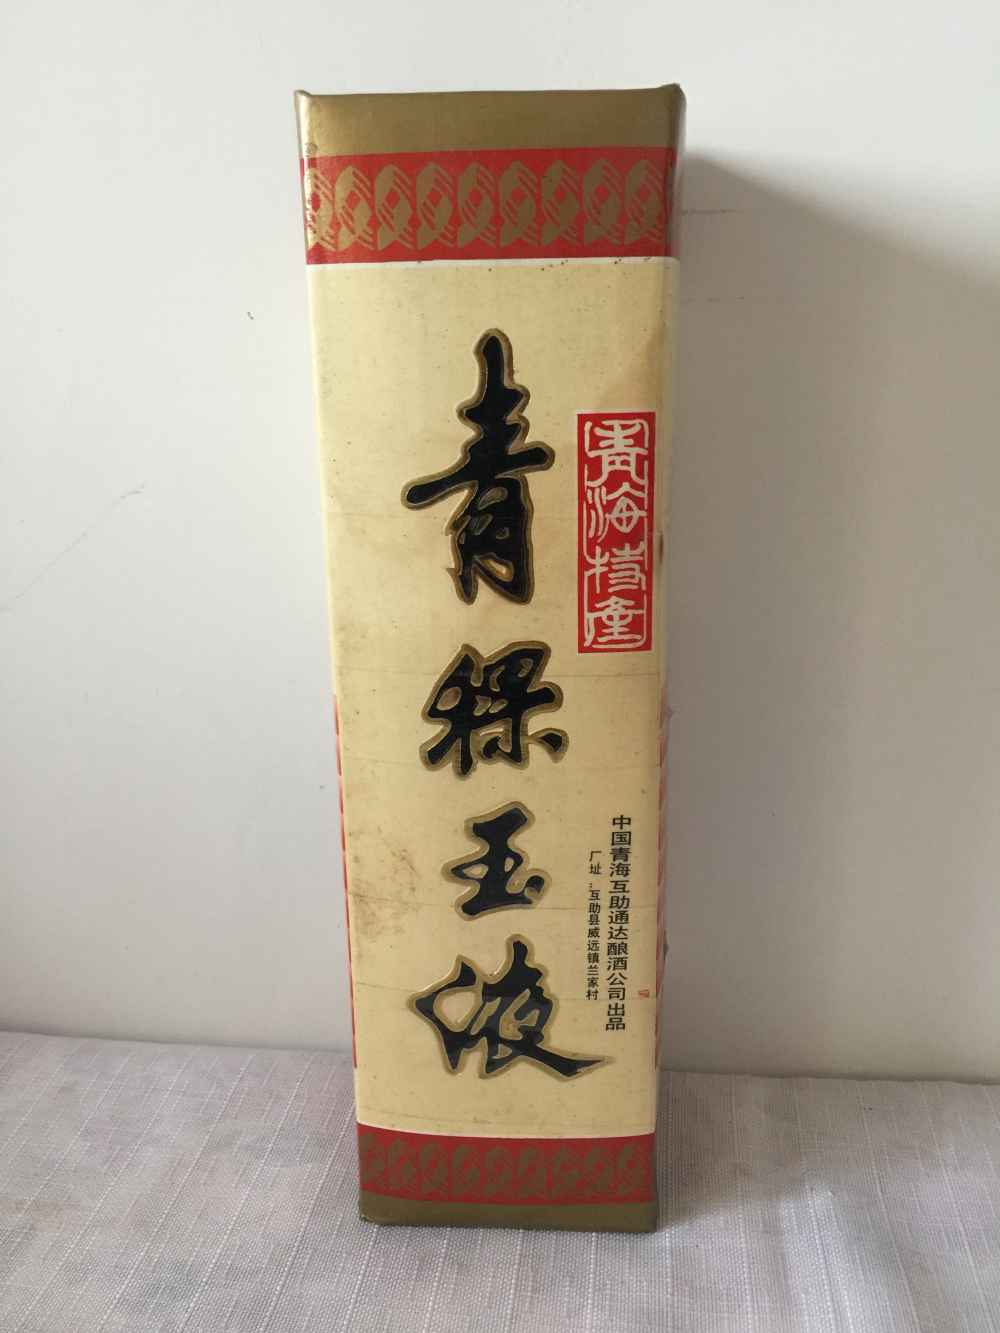 青稞玉液
青海特產
中国青海互助通达酿酒公司出品
厂址：互助县威远镇兰家村